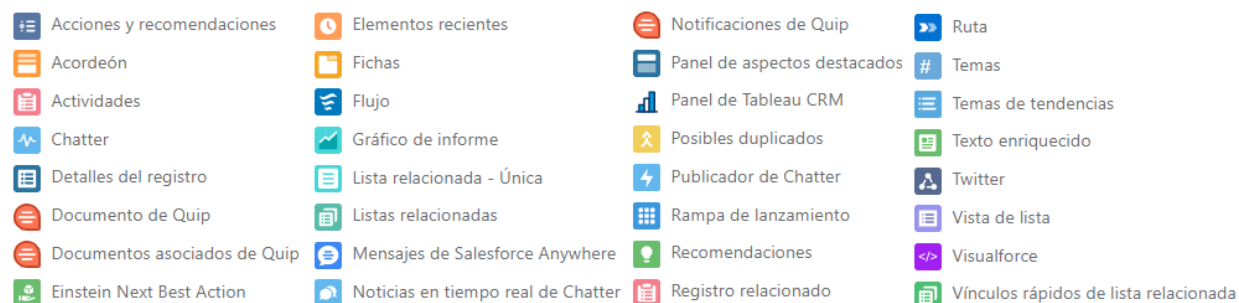 Acciones y recomendaciones
Acordeón
Actividades
Chatter
Detalles del registro
Documento de Quip
Documentos asociados de Quip
Einstein Next Best Action
Elementos recientes
Fichas
Flujo
Gráfico de informe
Lista relacionada - Única
Listas relacionadas
Mensajes de Salesforce Anywhere
Noticias en tiempo real de Chatter
Notificaciones de Quip
Panel de aspectos destacados
Panel de Tableau CRM
Posibles duplicados
Publicador de Chatter
Rampa de lanzamiento
Recomendaciones
Registro relacionado
Ruta
# Temas
Temas de tendencias
Texto enriquecido
Twitter
Vista de lista
</> Visualforce
Vínculos rápidos de lista relacionada